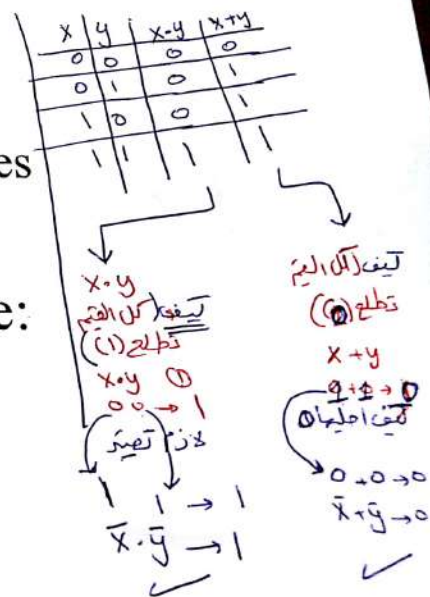 x y x·y x+y
0 0 0 0
0 1 0 1
1 0 0 1
1 1 1 1
es
e:
x·y
كيف (كل القيم
تطلع (1)
x·y ①
0 0 → 1
لازم تصير
1 1 → 1
x̄·ȳ → 1
✓
كيف (كل القيم
تطلع (0)
x+y
1+1→0
كيف اخليها 0
0+0→0
x̄+ȳ→0
✓